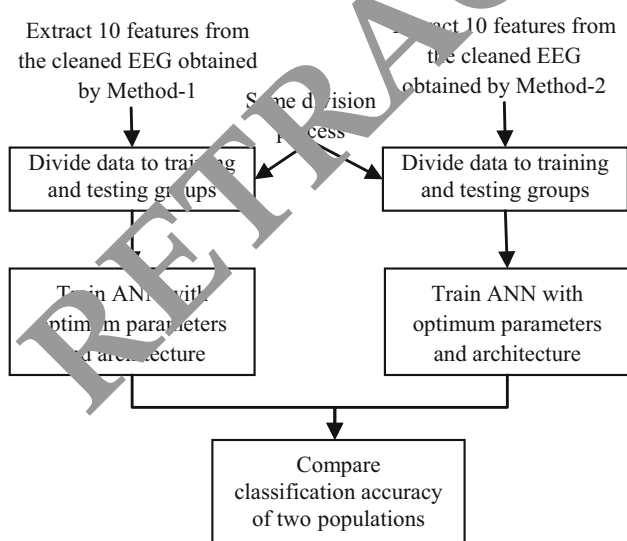 Extract 10 features from
the cleaned EEG obtained
by Method-1
Extract 10 features from
the cleaned EEG
obtained by Method-2
Same division
process
Divide data to training
and testing groups
Divide data to training
and testing groups
Train ANN with
optimum parameters
and architecture
Train ANN with
optimum parameters
and architecture
Compare
classification accuracy
of two populations
RETRAC